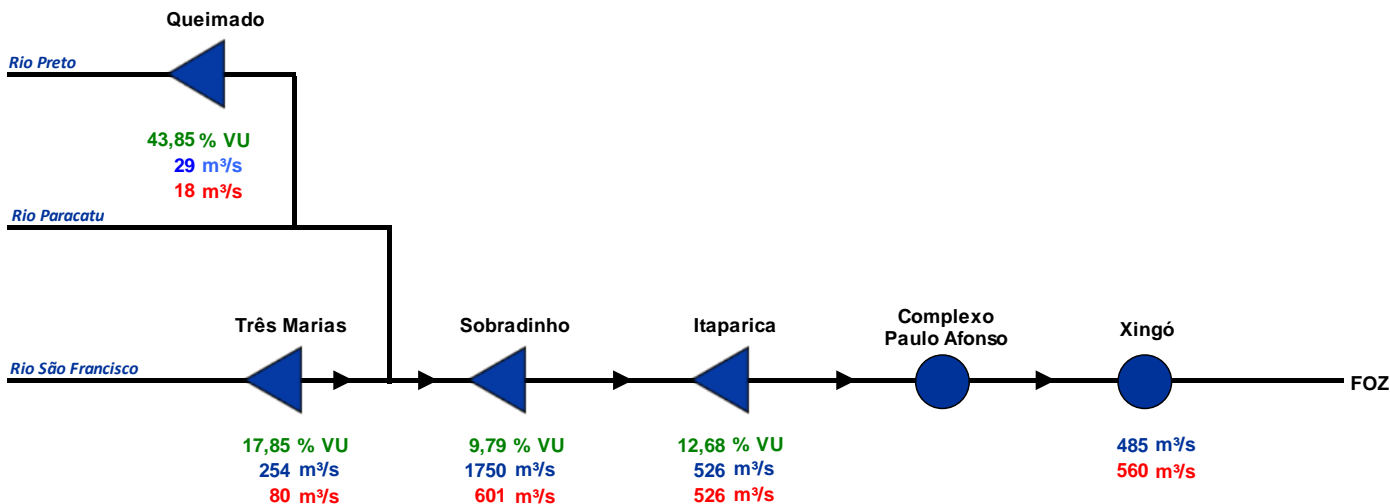 Queimado
Rio Preto
43,85 % VU
29 m³/s
18 m³/s
Rio Paracatu
Três Marias
Sobradinho
Itaparica
Complexo
Paulo Afonso
Xingó
Rio São Francisco
FOZ
17,85 % VU
254 m³/s
80 m³/s
9,79 % VU
1750 m³/s
601 m³/s
12,68 % VU
526 m³/s
526 m³/s
485 m³/s
560 m³/s